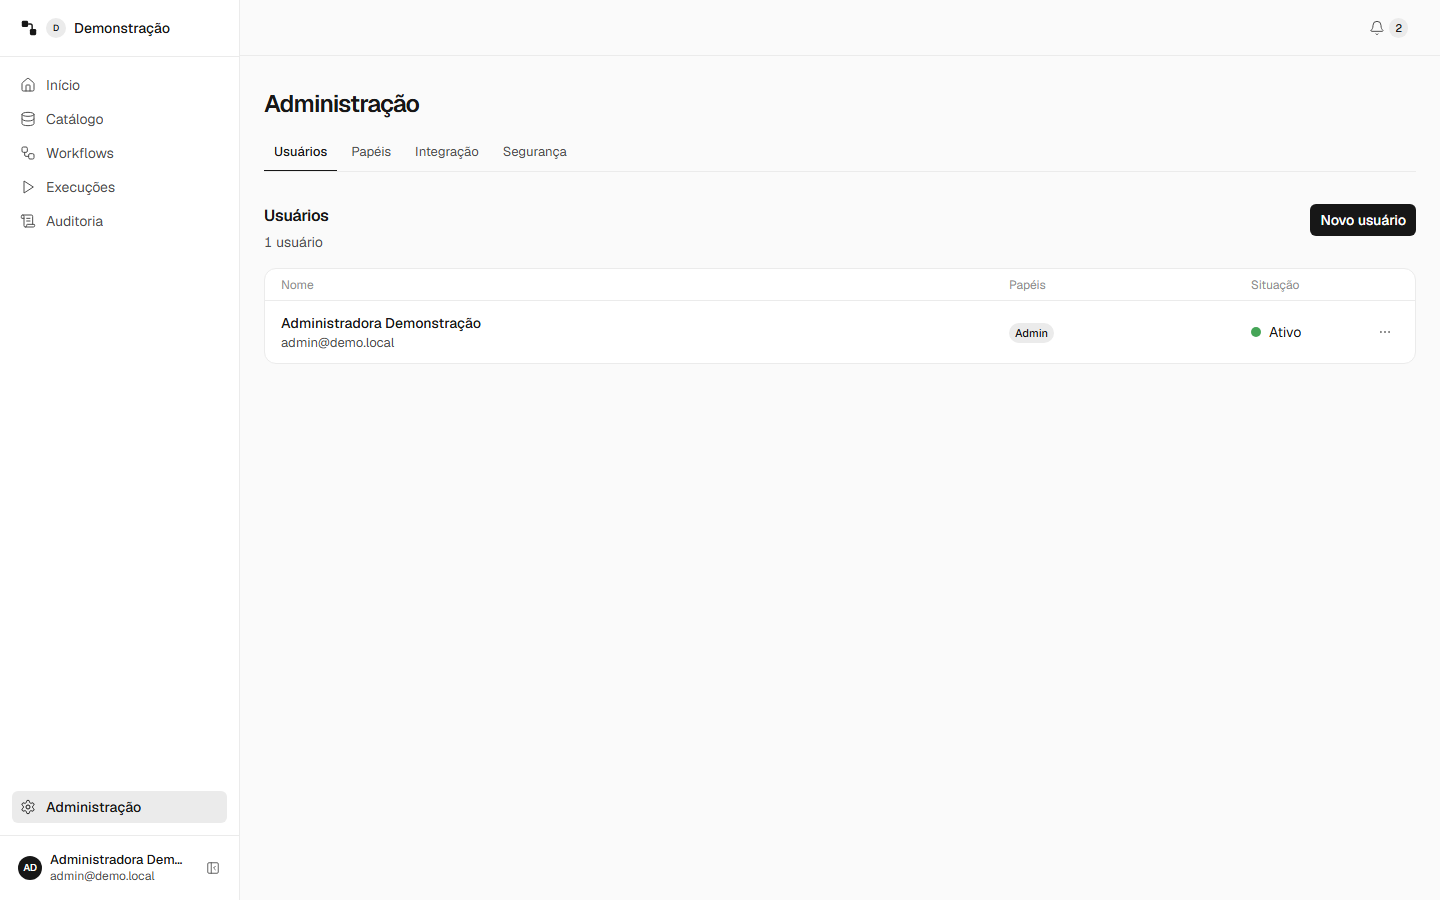 D Demonstração
2
Início
Catálogo
Workflows
Execuções
Auditoria
Administração
Usuários Papéis Integração Segurança
Usuários
1 usuário
Novo usuário
Nome Papéis Situação
Administradora Demonstração
admin@demo.local
Admin
Ativo
Administração
AD
Administradora Dem...
admin@demo.local